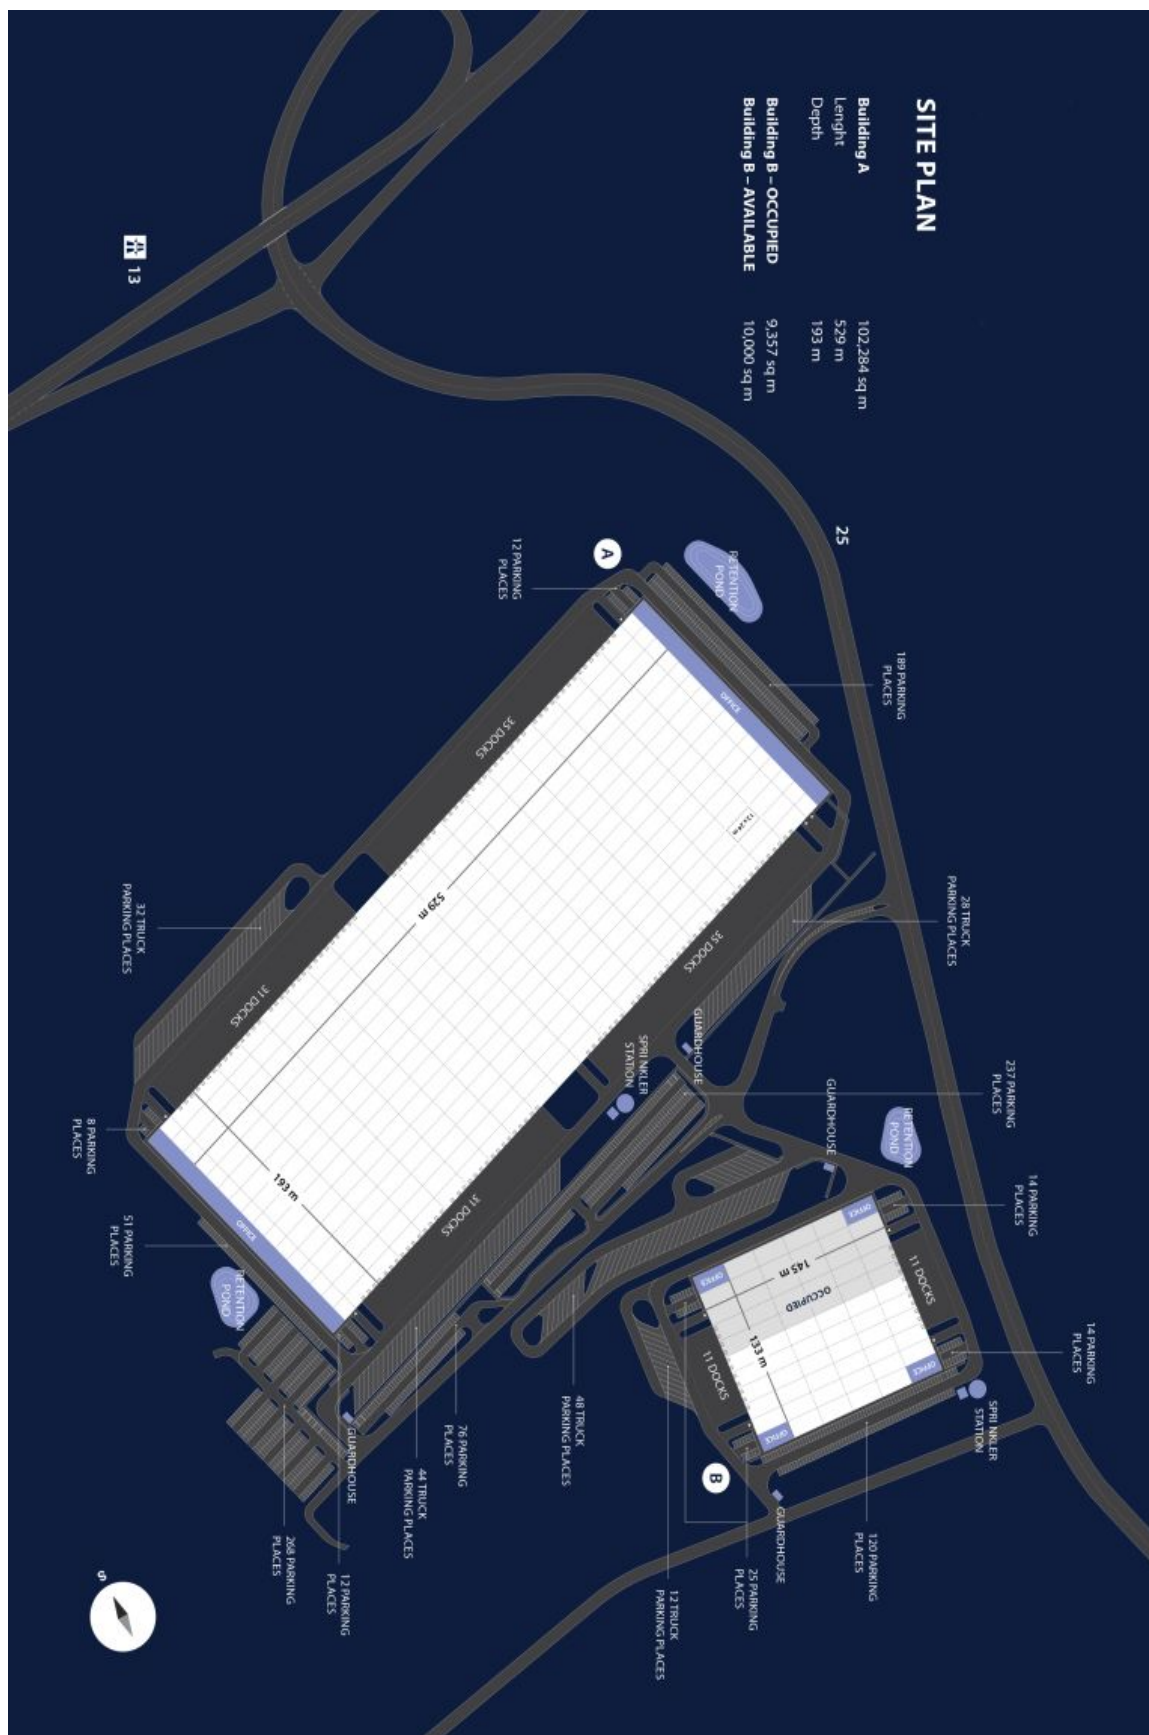 SITE PLAN
Building A 102,284 sq m
Lenght 529 m
Depth 193 m
Building B – OCCUPIED 9,357 sq m
Building B – AVAILABLE 10,000 sq m
13
25
A
12 PARKING
PLACES
RETENTION
POND
189 PARKING
PLACES
OFFICE
35 DOCKS
12 x 24 m
529 m
35 DOCKS
28 TRUCK
PARKING PLACES
32 TRUCK
PARKING PLACES
31 DOCKS
GUARDHOUSE
SPRINKLER
STATION
237 PARKING
PLACES
GUARDHOUSE
RETENTION
POND
14 PARKING
PLACES
8 PARKING
PLACES
193 m
31 DOCKS
OFFICE
51 PARKING
PLACES
RETENTION
POND
OFFICE
OFFICE
145 m
OCCUPIED
133 m
11 DOCKS
11 DOCKS
OFFICE
OFFICE
14 PARKING
PLACES
SPRINKLER
STATION
B
GUARDHOUSE
GUARDHOUSE
48 TRUCK
PARKING PLACES
76 PARKING
PLACES
44 TRUCK
PARKING PLACES
268 PARKING
PLACES
12 PARKING
PLACES
12 TRUCK
PARKING PLACES
25 PARKING
PLACES
120 PARKING
PLACES
S